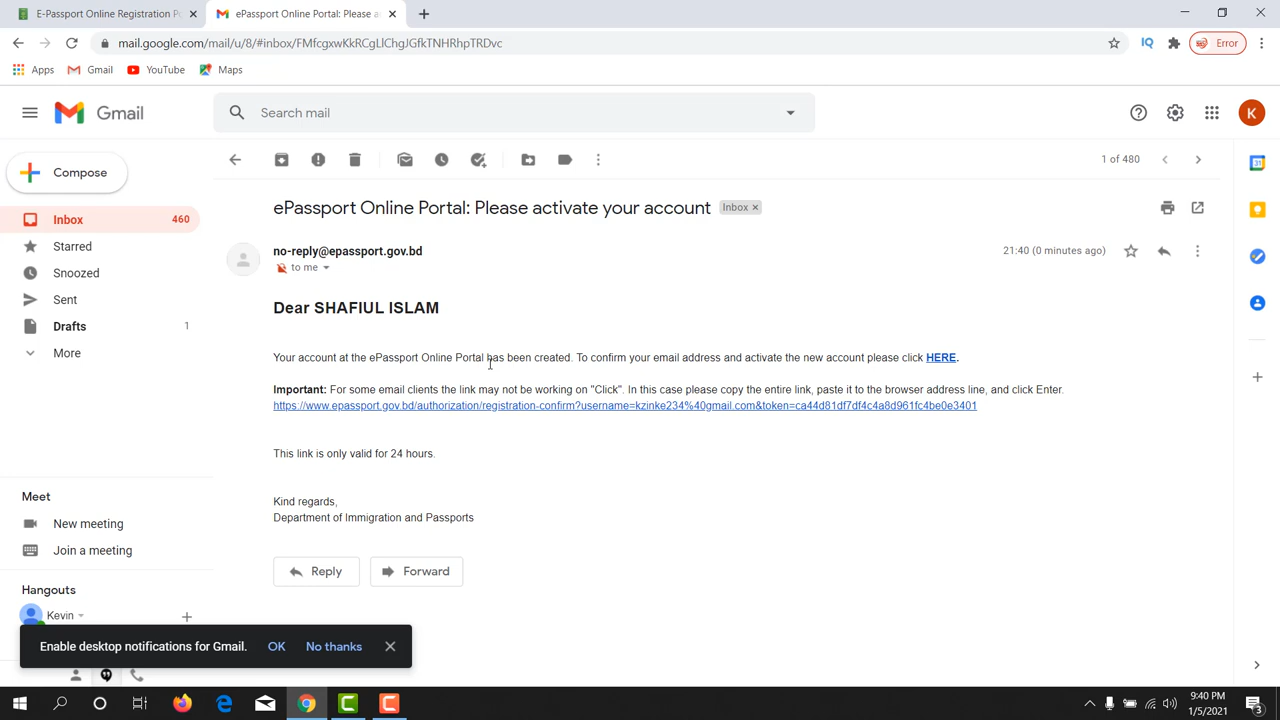 E-Passport Online Registration Po
ePassport Online Portal: Please a
mail.google.com/mail/u/8/#inbox/FMfcgxwKkRCgLlChgJGfkTNHRhpTRDvc
IQ
Error
Apps
Gmail
YouTube
Maps
Gmail
Search mail
K
Compose
1 of 480
Inbox 460
Starred
Snoozed
Sent
Drafts 1
More
ePassport Online Portal: Please activate your account Inbox ×
no-reply@epassport.gov.bd
21:40 (0 minutes ago)
to me
Dear SHAFIUL ISLAM
Your account at the ePassport Online Portal has been created. To confirm your email address and activate the new account please click HERE.
Important: For some email clients the link may not be working on "Click". In this case please copy the entire link, paste it to the browser address line, and click Enter.
https://www.epassport.gov.bd/authorization/registration-confirm?username=kzinke234%40gmail.com&token=ca44d81df7df4c4a8d961fc4be0e3401
This link is only valid for 24 hours.
Kind regards,
Department of Immigration and Passports
Reply
Forward
Meet
New meeting
Join a meeting
Hangouts
Kevin
Enable desktop notifications for Gmail. OK No thanks
31
9:40 PM
1/5/2021
3